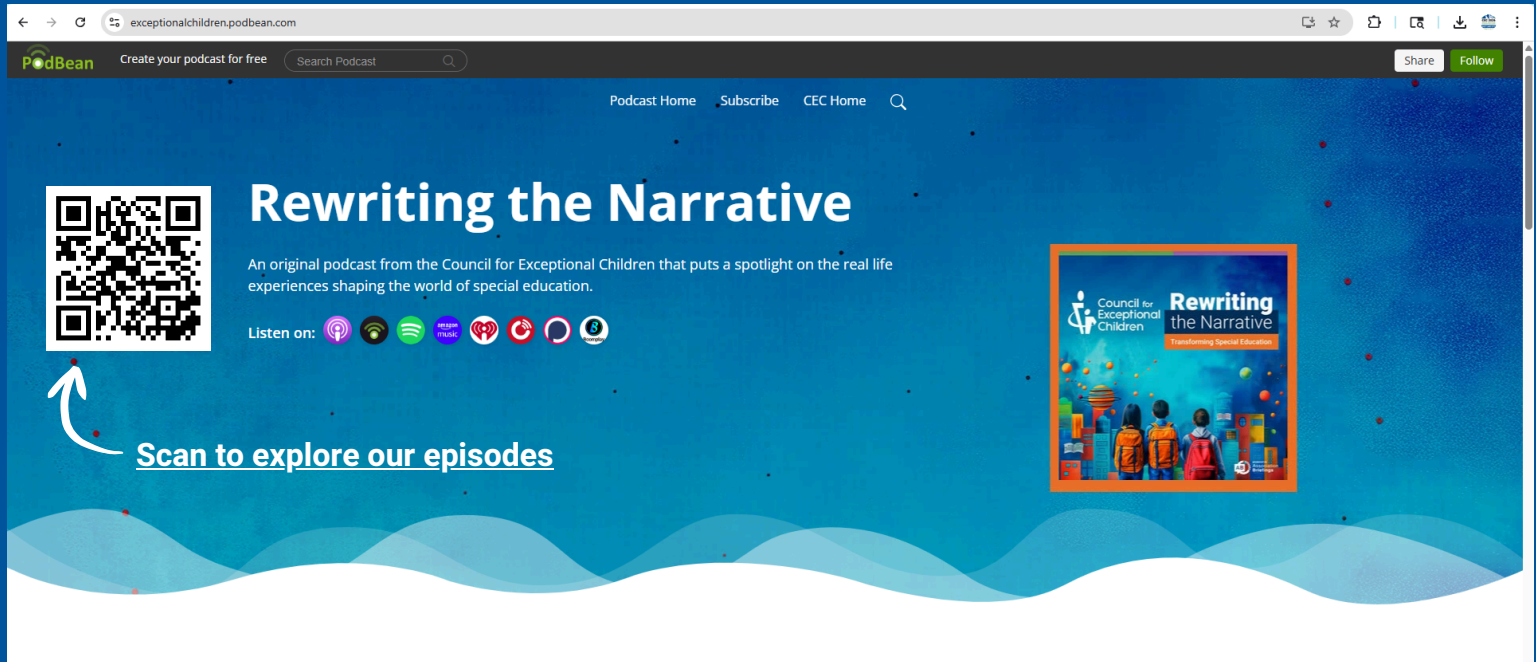 exceptionalchildren.podbean.com
PodBean
Create your podcast for free
Search Podcast
Share
Follow
Podcast Home
Subscribe
CEC Home
Rewriting the Narrative
An original podcast from the Council for Exceptional Children that puts a spotlight on the real life
experiences shaping the world of special education.
Listen on:
amazon
music
Boomplay
Scan to explore our episodes
Council for
Exceptional
Children
Rewriting
the Narrative
Transforming Special Education